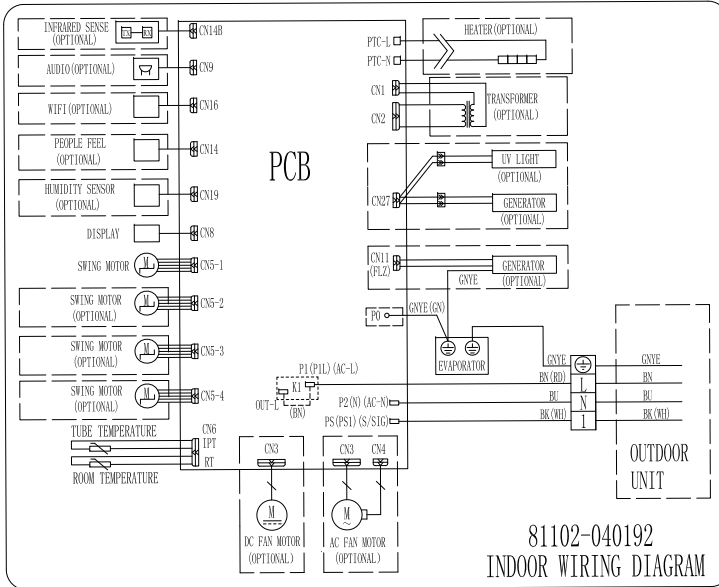 INFRARED SENSE
(OPTIONAL)
TX
RX
CN14B
AUDIO(OPTIONAL)
CN9
WIFI(OPTIONAL)
CN16
PEOPLE FEEL
(OPTIONAL)
CN14
HUMIDITY SENSOR
(OPTIONAL)
CN19
DISPLAY
CN8
SWING MOTOR
M
CN5-1
SWING MOTOR
(OPTIONAL)
M
CN5-2
SWING MOTOR
(OPTIONAL)
M
CN5-3
SWING MOTOR
(OPTIONAL)
M
CN5-4
TUBE TEMPERATURE
CN6
IPT
RT
ROOM TEMPERATURE
PCB
PTC-L
PTC-N
HEATER(OPTIONAL)
CN1
CN2
TRANSFORMER
(OPTIONAL)
CN27
UV LIGHT
(OPTIONAL)
GENERATOR
(OPTIONAL)
CN11
(FLZ)
GENERATOR
(OPTIONAL)
GNYE
P0
GNYE(GN)
EVAPORATOR
P1(P1L)(AC-L)
K1
OUT-L
(BN)
P2(N)(AC-N)
PS(PS1)(S/SIG)
GNYE
BN(RD)
BU
BK(WH)
L
N
1
GNYE
BN
BU
BK(WH)
OUTDOOR
UNIT
CN3
M
DC FAN MOTOR
(OPTIONAL)
CN3
CN4
M
~
AC FAN MOTOR
(OPTIONAL)
81102-040192
INDOOR WIRING DIAGRAM